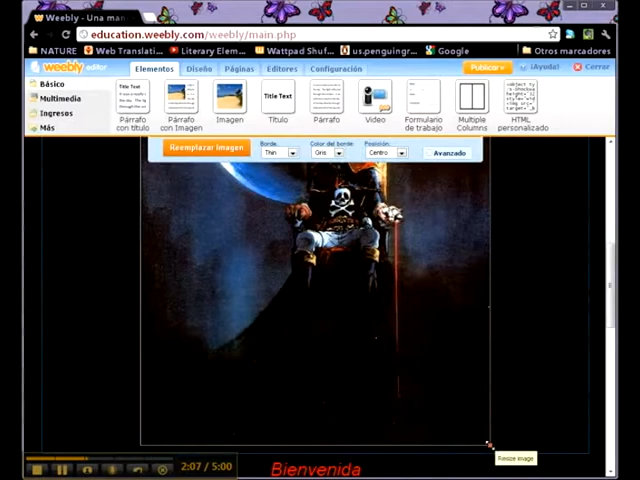 Weebly - Una man
education.weebly.com/weebly/main.php
NATURE Web Translati... Literary Elem... Wattpad Shuf... us.penguingr... Google Otros marcadores
weebly editor Elementos Diseño Páginas Editores Configuración Publicar ¡Ayuda! Cerrar
Básico
Multimedia
Ingresos
Más
Title Text
Párrafo con título
Párrafo con Imagen
Imagen
Title Text
Título
Párrafo
Video
Formulario de trabajo
Multiple Columns
HTML personalizado
Reemplazar imagen
Borde:
Thin
Color del borde:
Gris
Posición:
Centro
Avanzado
Resize image
2:07 / 5:00
Bienvenida